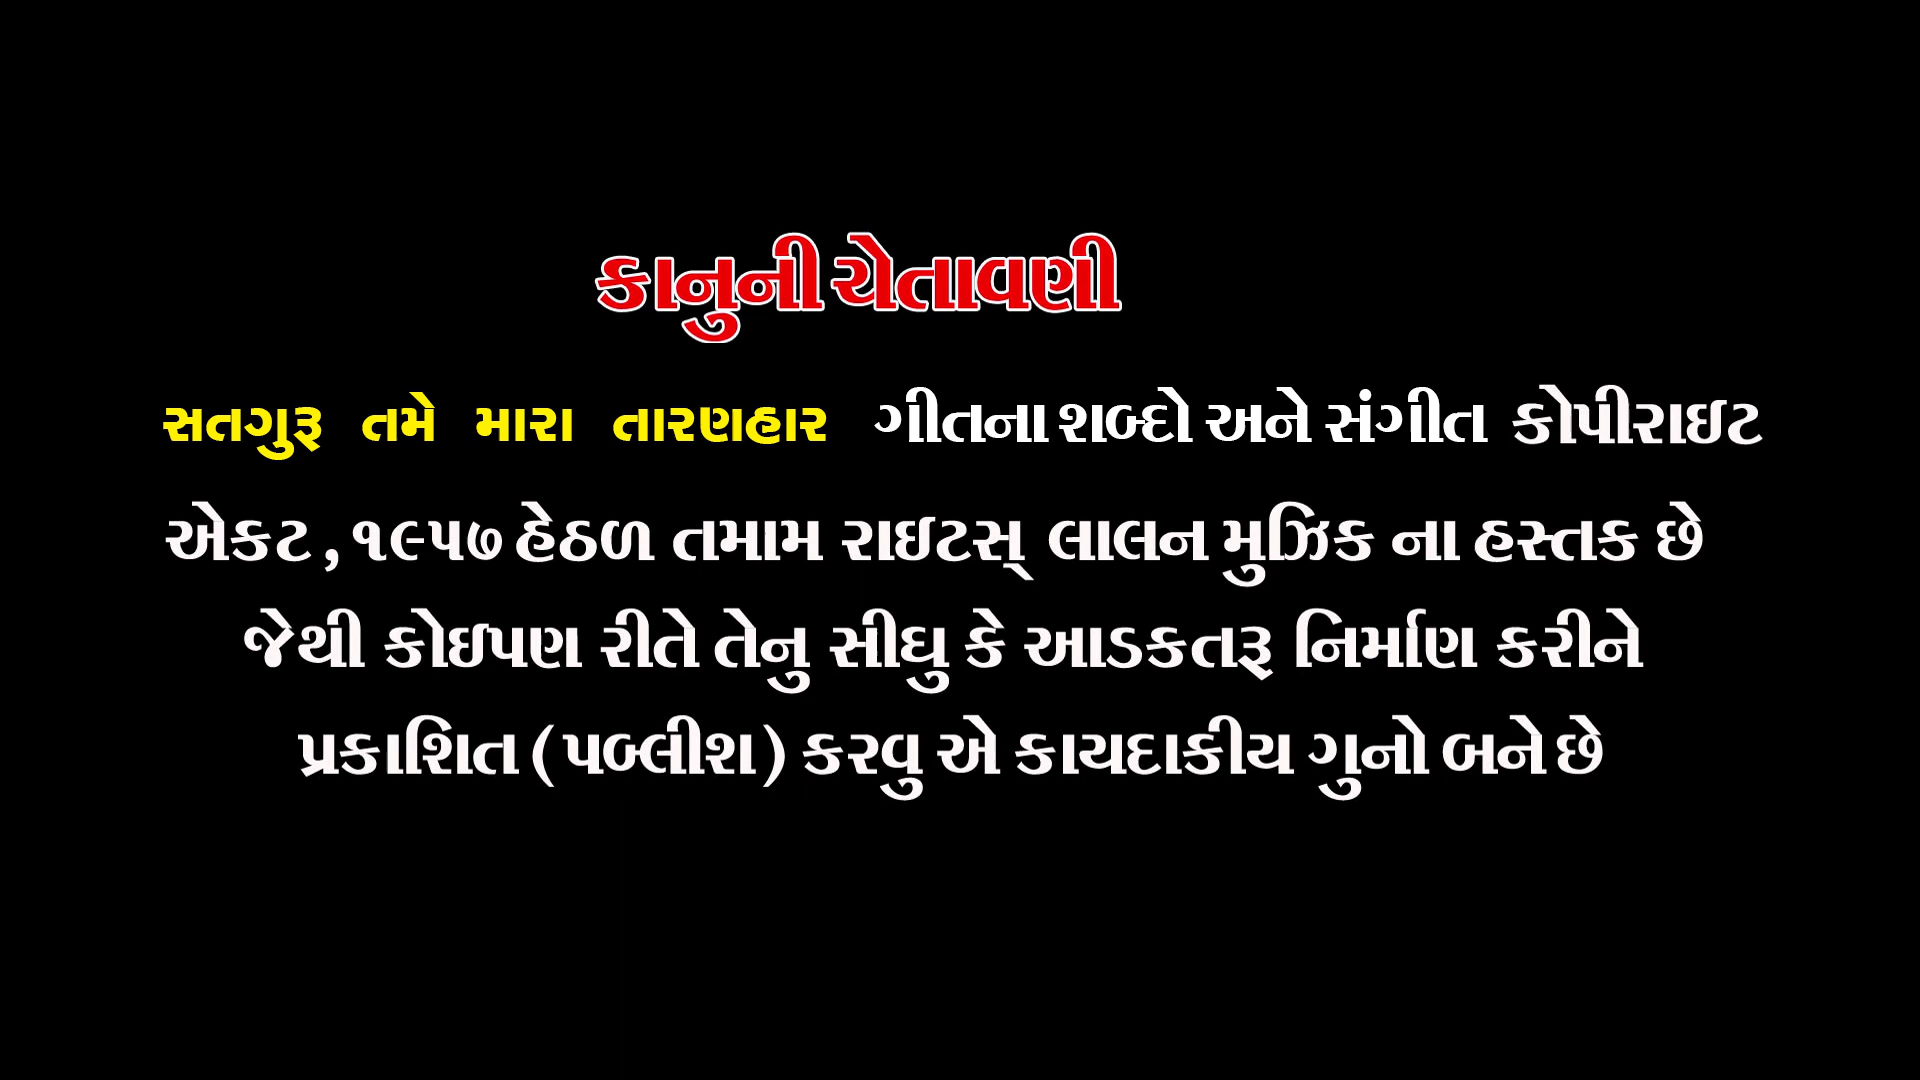 કાનુની ચેતાવણી
સતગુરૂ તમે મારા તારણહાર ગીતના શબ્દો અને સંગીત કોપીરાઇટ
એકટ , ૧૯૫૭ હેઠળ તમામ રાઇટસ્ લાલન મુઝિક ના હસ્તક છે
જેથી કોઇપણ રીતે તેનુ સીધુ કે આડકતરૂ નિર્માણ કરીને
પ્રકાશિત ( પબ્લીશ ) કરવુ એ કાયદાકીય ગુનો બને છે